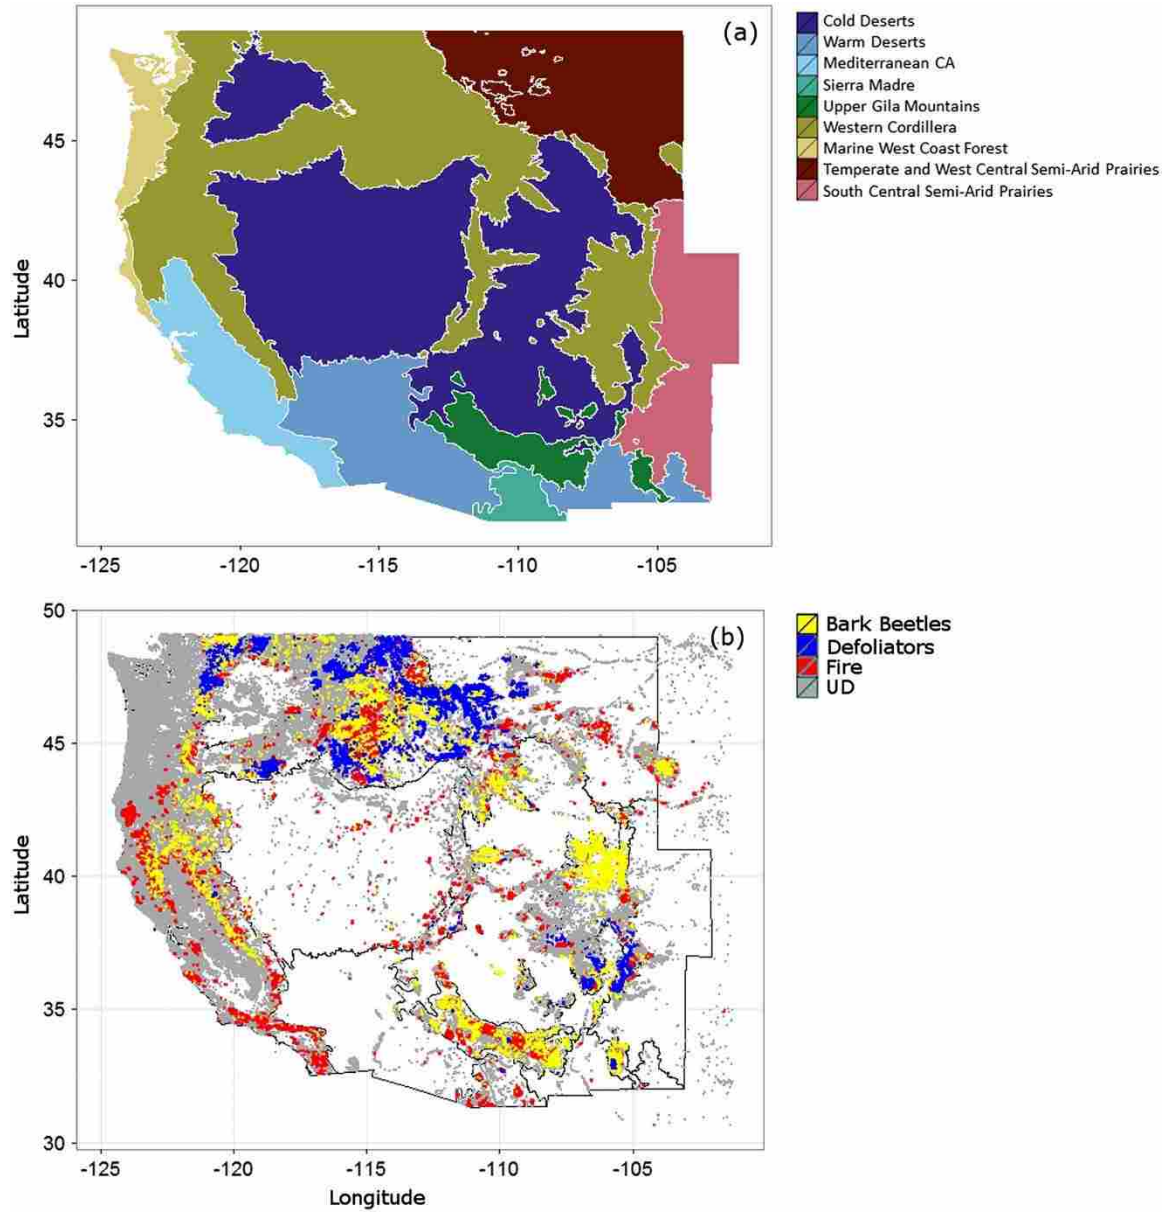 (a)
Cold Deserts
Warm Deserts
Mediterranean CA
Sierra Madre
Upper Gila Mountains
Western Cordillera
Marine West Coast Forest
Temperate and West Central Semi-Arid Prairies
South Central Semi-Arid Prairies
45
40
35
Latitude
-125 -120 -115 -110 -105
(b)
Bark Beetles
Defoliators
Fire
UD
50
45
40
35
30
Latitude
-125 -120 -115 -110 -105
Longitude